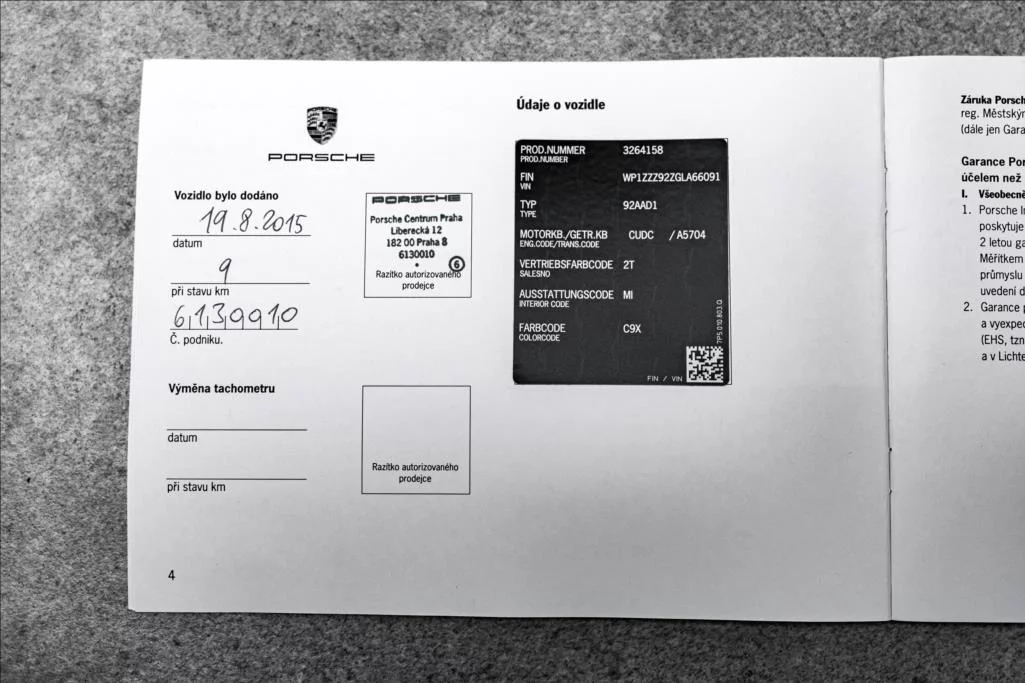 PORSCHE
Vozidlo bylo dodáno
19.8.2015
datum
9
při stavu km
6139910
Č. podniku.
PORSCHE
Porsche Centrum Praha
Liberecká 12
182 00 Praha 8
6130010
6
Razítko autorizovaného
prodejce
Výměna tachometru
datum
při stavu km
Razítko autorizovaného
prodejce
4
Údaje o vozidle
PROD.NUMMER 3264158
PROD.NUMBER
FIN WP1ZZZ92ZGLA66091
VIN
TYP 92AAD1
TYPE
MOTORKB./GETR.KB CUDC / A5704
ENG.CODE/TRANS.CODE
VERTRIEBSFARBCODE 2T
SALESNO
AUSSTATTUNGSCODE MI
INTERIOR CODE
FARBCODE C9X
COLORCODE
7P5.010.803.Q
FIN / VIN
Záruka Porsch
reg. Městským
(dále jen Gara
Garance Por
účelem než
I. Všeobecně
1. Porsche I
poskytuje
2 letou ga
Měřítkem
průmyslu
uvedení d
2. Garance p
a vyexpec
(EHS, tzn
a v Lichte